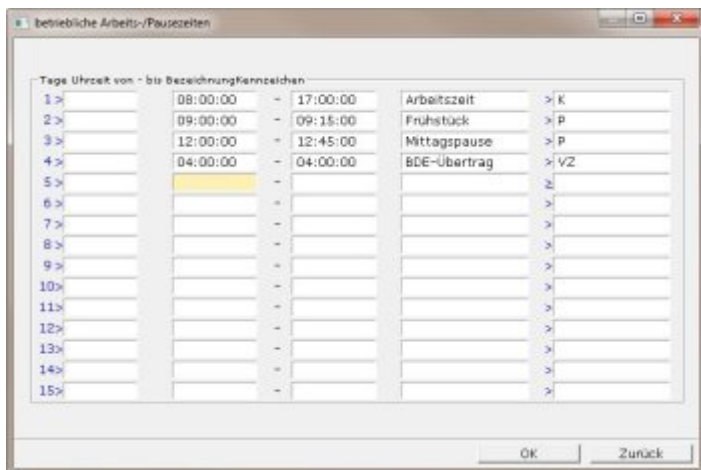 betriebliche Arbeits-/Pausezeiten
Tage Uhrzeit von - bis BezeichnungKennzeichen
1> 08:00:00 - 17:00:00 Arbeitszeit > K
2> 09:00:00 - 09:15:00 Frühstück > P
3> 12:00:00 - 12:45:00 Mittagspause > P
4> 04:00:00 - 04:00:00 BDE-Übertrag > VZ
5> - ≥
6> - >
7> - >
8> - >
9> - >
10> - >
11> - >
12> - >
13> - >
14> - >
15> - >
OK Zurück